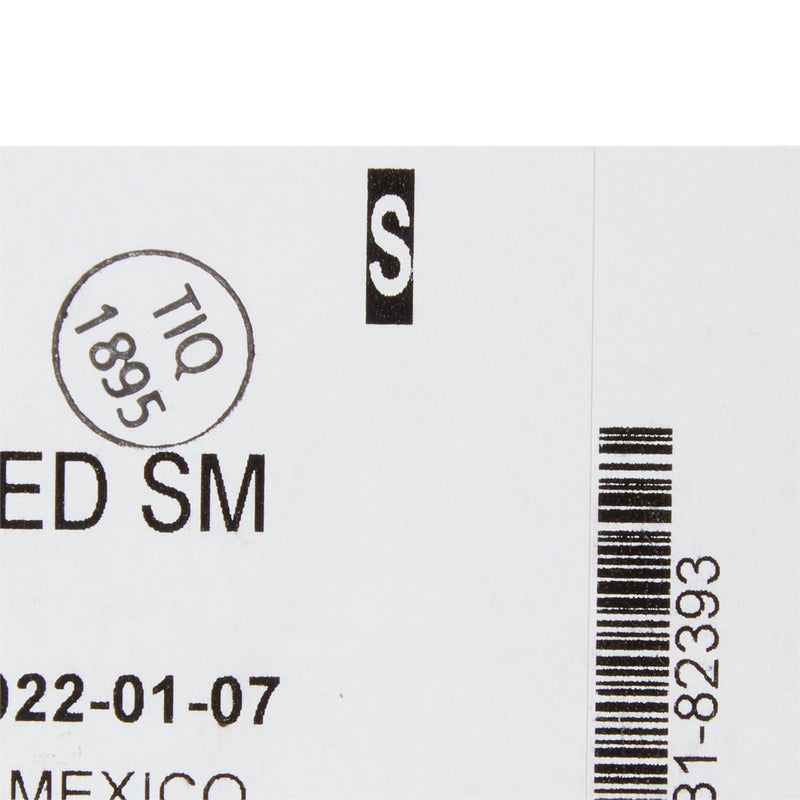 S
TIQ
1895
ED SM
022-01-07
MEXICO
31-82393